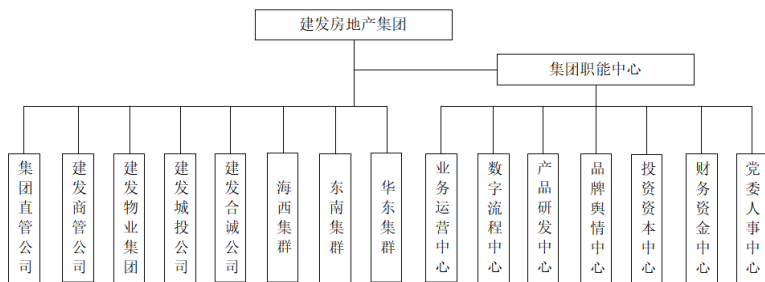 建发房地产集团
集团职能中心
集团直管公司
建发商管公司
建发物业集团
建发城投公司
建发合诚公司
海西集群
东南集群
华东集群
业务运营中心
数字流程中心
产品研发中心
品牌舆情中心
投资资本中心
财务资金中心
党委人事中心